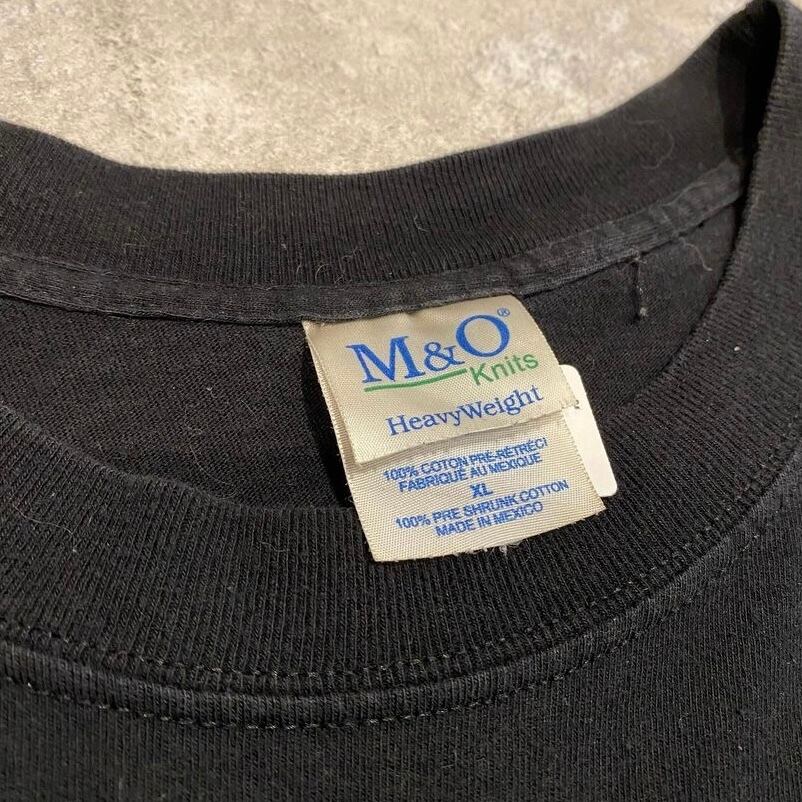 M&O®
Knits
HeavyWeight
100% COTON PRÉ-RÉTRÉCI
FABRIQUÉ AU MEXIQUE
XL
100% PRE SHRUNK COTTON
MADE IN MEXICO